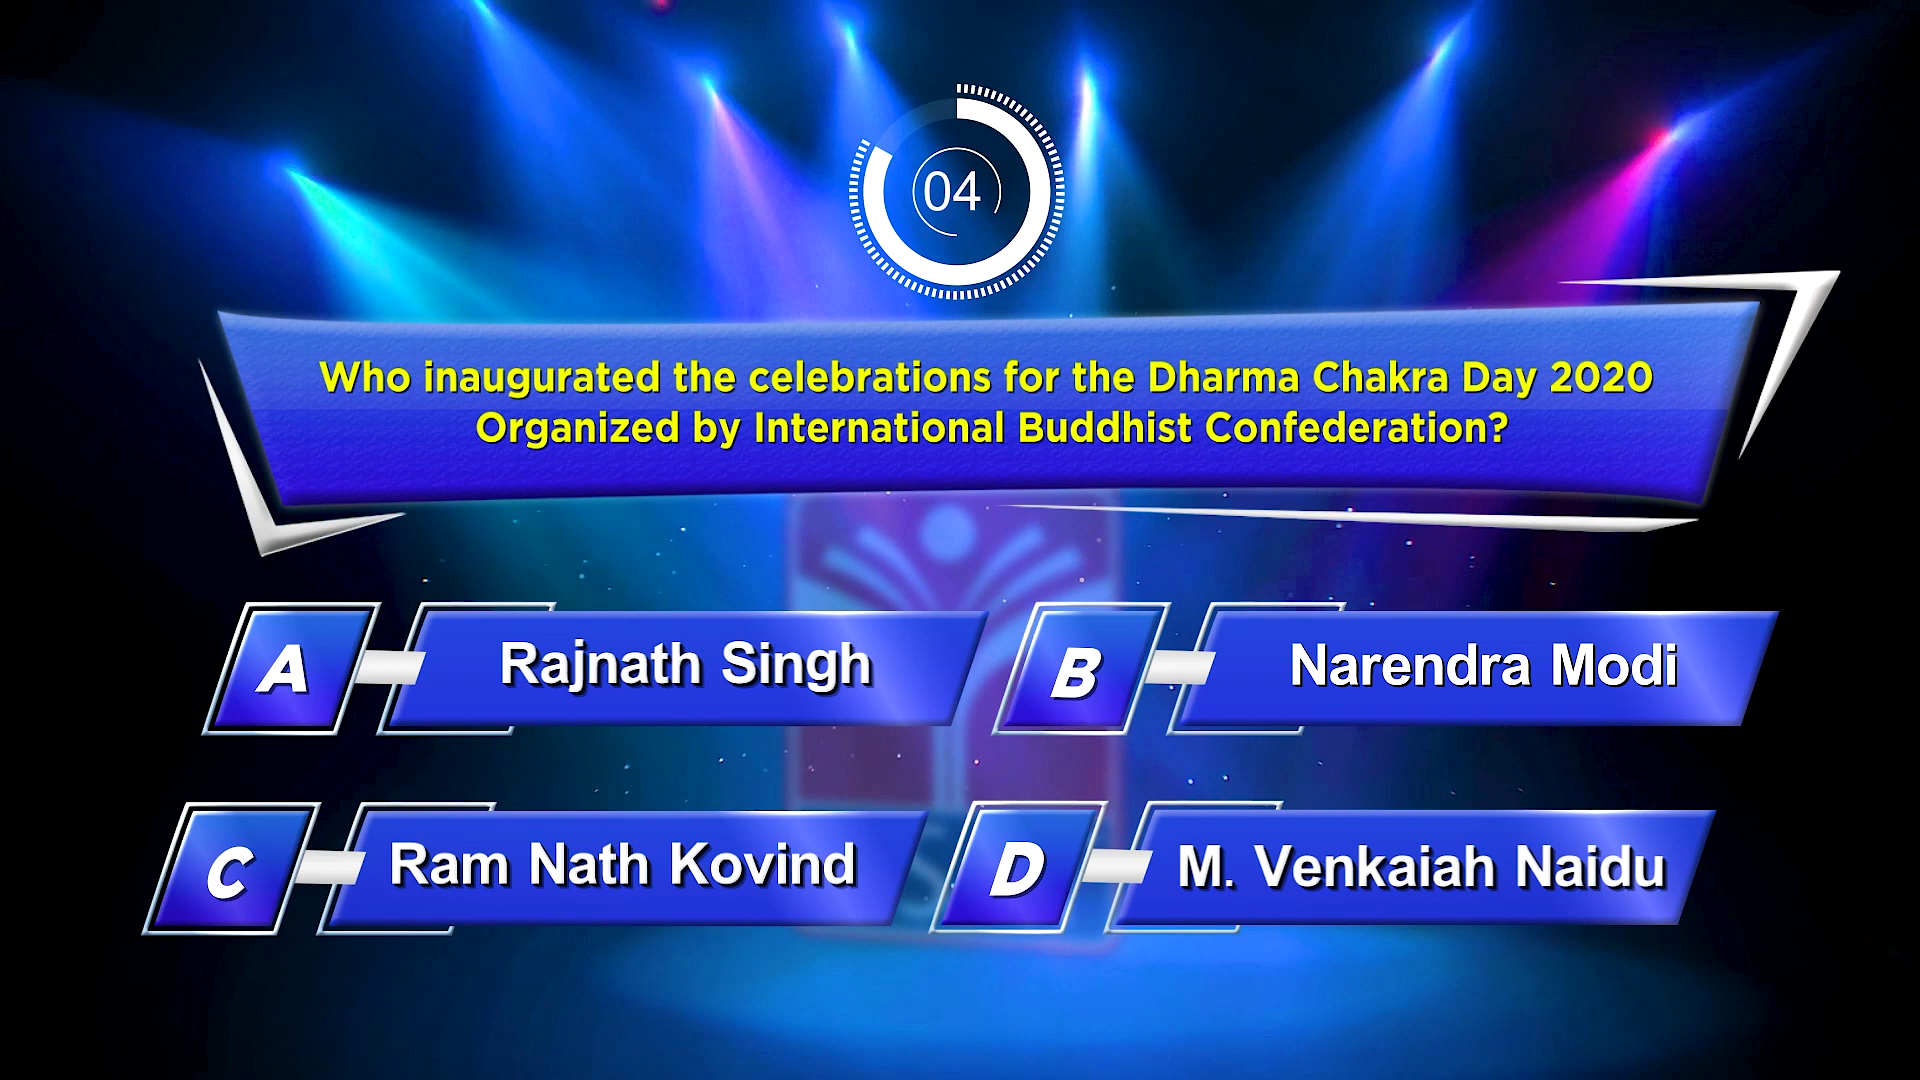 04
Who inaugurated the celebrations for the Dharma Chakra Day 2020
Organized by International Buddhist Confederation?
A Rajnath Singh
B Narendra Modi
C Ram Nath Kovind
D M. Venkaiah Naidu